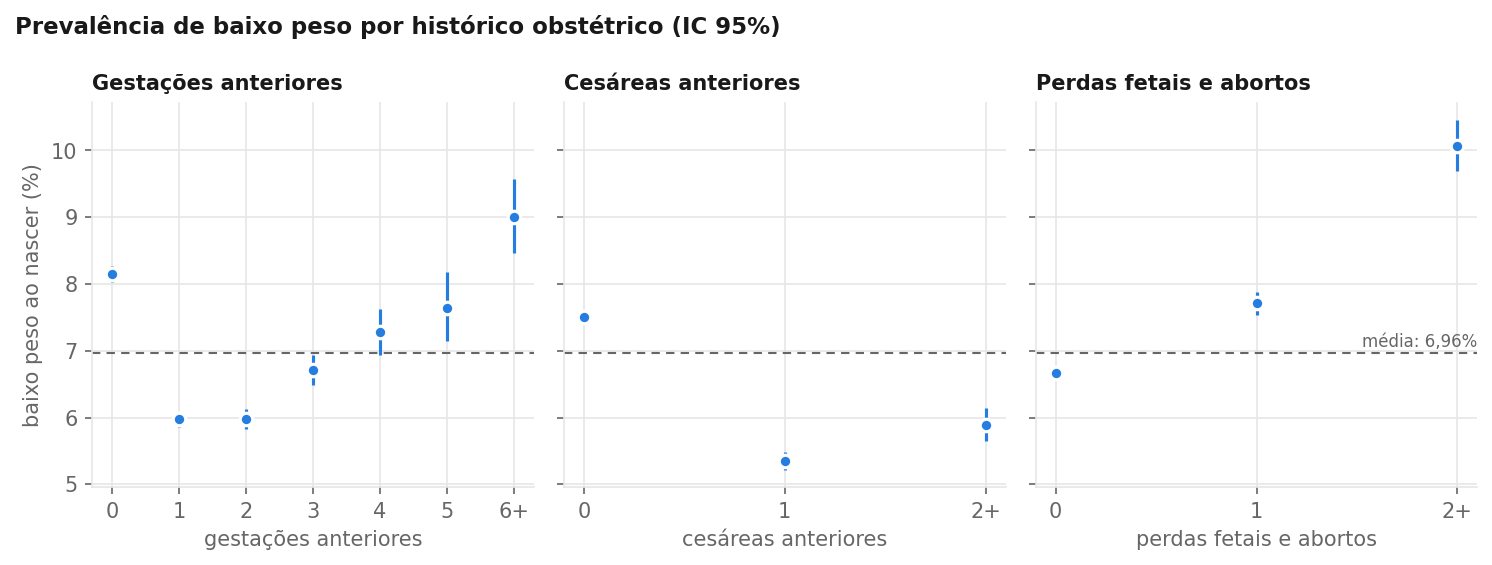 Prevalência de baixo peso por histórico obstétrico (IC 95%)
Gestações anteriores
Cesáreas anteriores
Perdas fetais e abortos
baixo peso ao nascer (%)
10
9
8
7
6
5
média: 6,96%
0 1 2 3 4 5 6+
0 1 2+
0 1 2+
gestações anteriores
cesáreas anteriores
perdas fetais e abortos